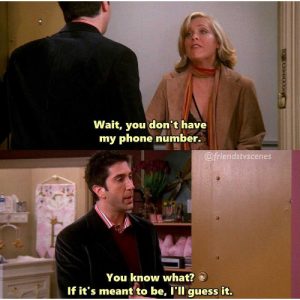 Wait, you don't have
my phone number.
@friendstvscenes
You know what?
If it's meant to be, I'll guess it.